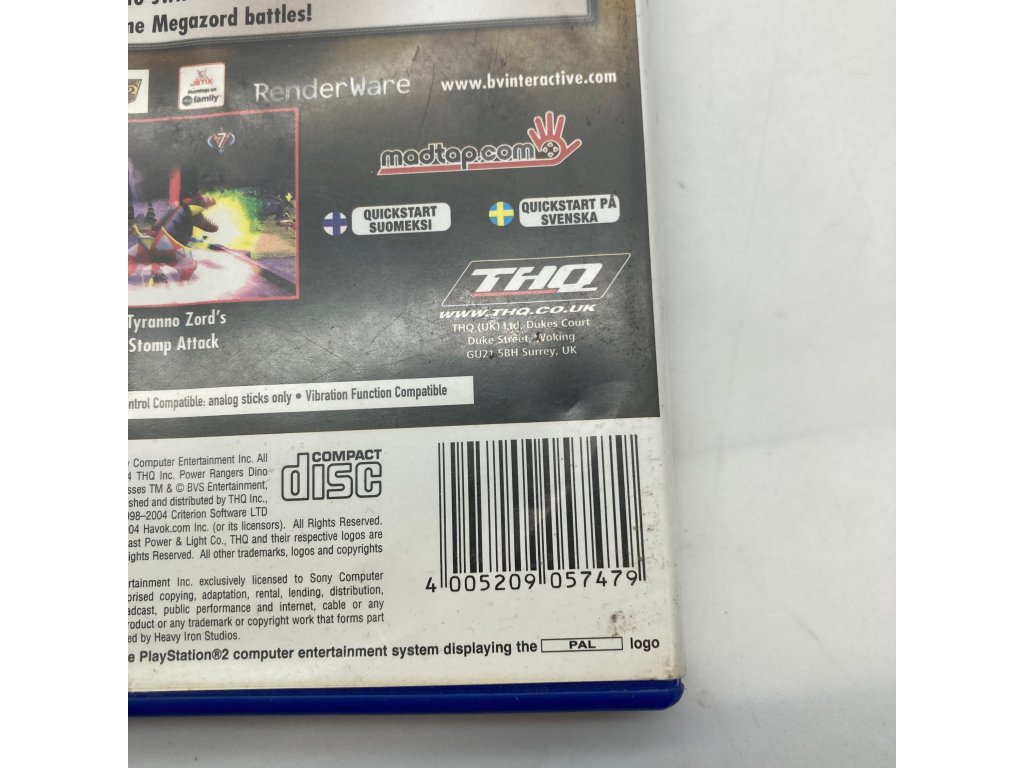 ne Megazord battles!
JETIX
abc family
RenderWare
www.bvinteractive.com
7
madtap.com
QUICKSTART
SUOMEKSI
QUICKSTART PÅ
SVENSKA
THQ
WWW.THQ.CO.UK
THQ (UK) Ltd, Dukes Court
Duke Street, Woking
GU21 5BH Surrey, UK
Tyranno Zord's
Stomp Attack
ntrol Compatible: analog sticks only • Vibration Function Compatible
y Computer Entertainment Inc. All
4 THQ Inc. Power Rangers Dino
sses TM & © BVS Entertainment,
shed and distributed by THQ Inc.,
998–2004 Criterion Software LTD
04 Havok.com Inc. (or its licensors). All Rights Reserved.
ast Power & Light Co., THQ and their respective logos are
ights Reserved. All other trademarks, logos and copyrights
COMPACT
disc
rtainment Inc. exclusively licensed to Sony Computer
orised copying, adaptation, rental, lending, distribution,
adcast, public performance and internet, cable or any
product or any trademark or copyright work that forms part
ed by Heavy Iron Studios.
4 005209 057479
e PlayStation®2 computer entertainment system displaying the PAL logo